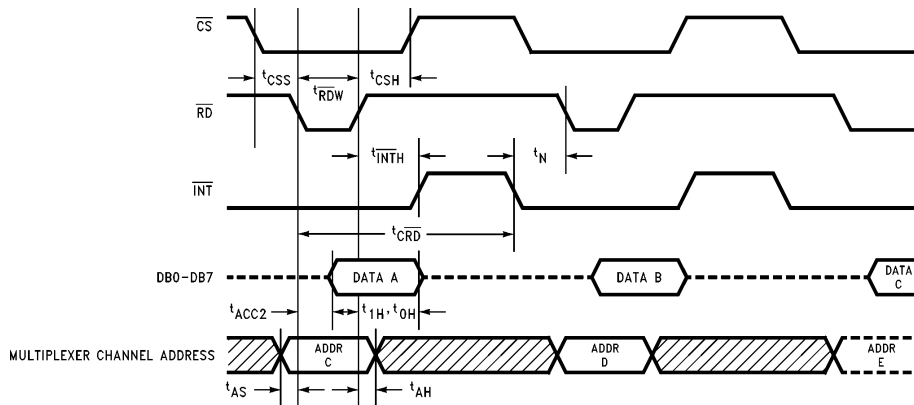 CS
tCSS
tRDW
tCSH
RD
tINTH
tN
INT
tCRD
DB0-DB7
DATA A
DATA B
DATA
C
tACC2
t1H, t0H
MULTIPLEXER CHANNEL ADDRESS
ADDR
C
ADDR
D
ADDR
E
tAS
tAH